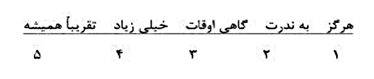 هرگز به ندرت گاهی اوقات خیلی زیاد تقریباً همیشه
۱ ۲ ۳ ۴ ۵